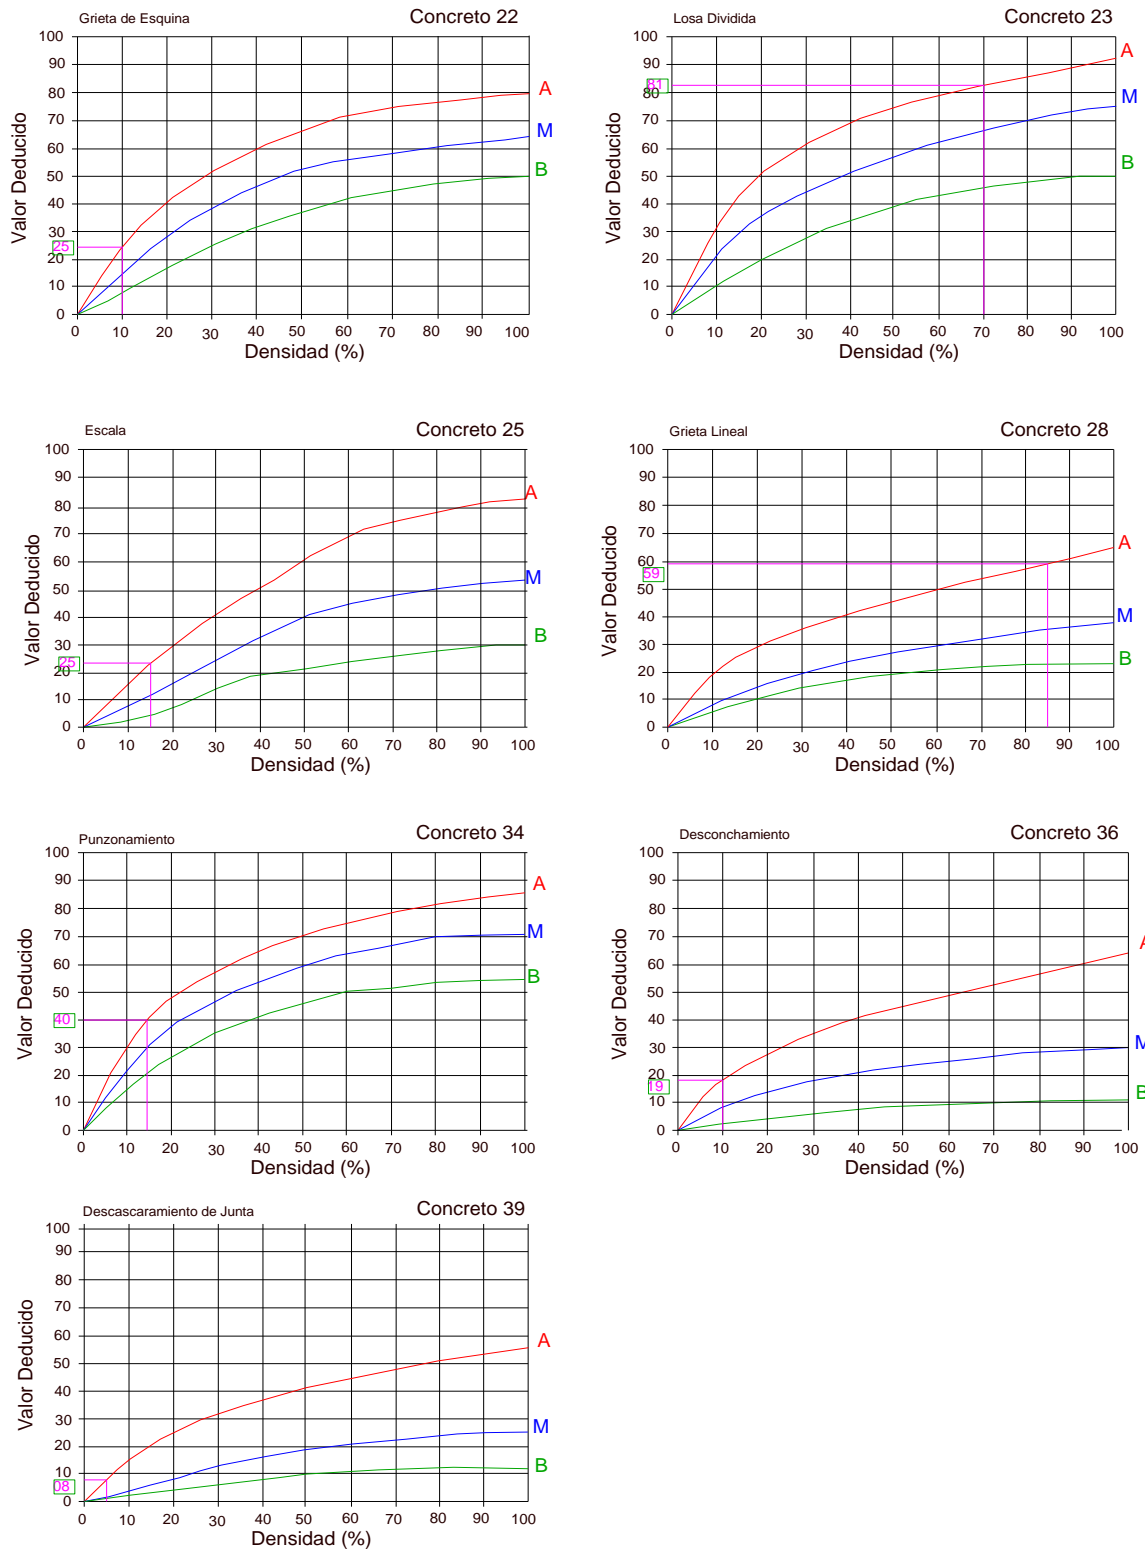 Grieta de Esquina
Concreto 22
100
90
80
70
60
50
40
30
20
10
0
25
Valor Deducido
A
M
B
0 10 20 30 40 50 60 70 80 90 100
Densidad (%)
Losa Dividida
Concreto 23
100
90
81
80
70
60
50
40
30
20
10
0
Valor Deducido
A
M
B
0 10 20 30 40 50 60 70 80 90 100
Densidad (%)
Escala
Concreto 25
100
90
80
70
60
50
40
30
25
20
10
0
Valor Deducido
A
M
B
0 10 20 30 40 50 60 70 80 90 100
Densidad (%)
Grieta Lineal
Concreto 28
100
90
80
70
60
59
50
40
30
20
10
0
Valor Deducido
A
M
B
0 10 20 30 40 50 60 70 80 90 100
Densidad (%)
Punzonamiento
Concreto 34
100
90
80
70
60
50
40
30
20
10
0
Valor Deducido
A
M
B
0 10 20 30 40 50 60 70 80 90 100
Densidad (%)
Desconchamiento
Concreto 36
100
90
80
70
60
50
40
30
20
19
10
0
Valor Deducido
A
M
B
0 10 20 30 40 50 60 70 80 90 100
Densidad (%)
Descascaramiento de Junta
Concreto 39
100
90
80
70
60
50
40
30
20
10
08
0
Valor Deducido
A
M
B
0 10 20 30 40 50 60 70 80 90 100
Densidad (%)